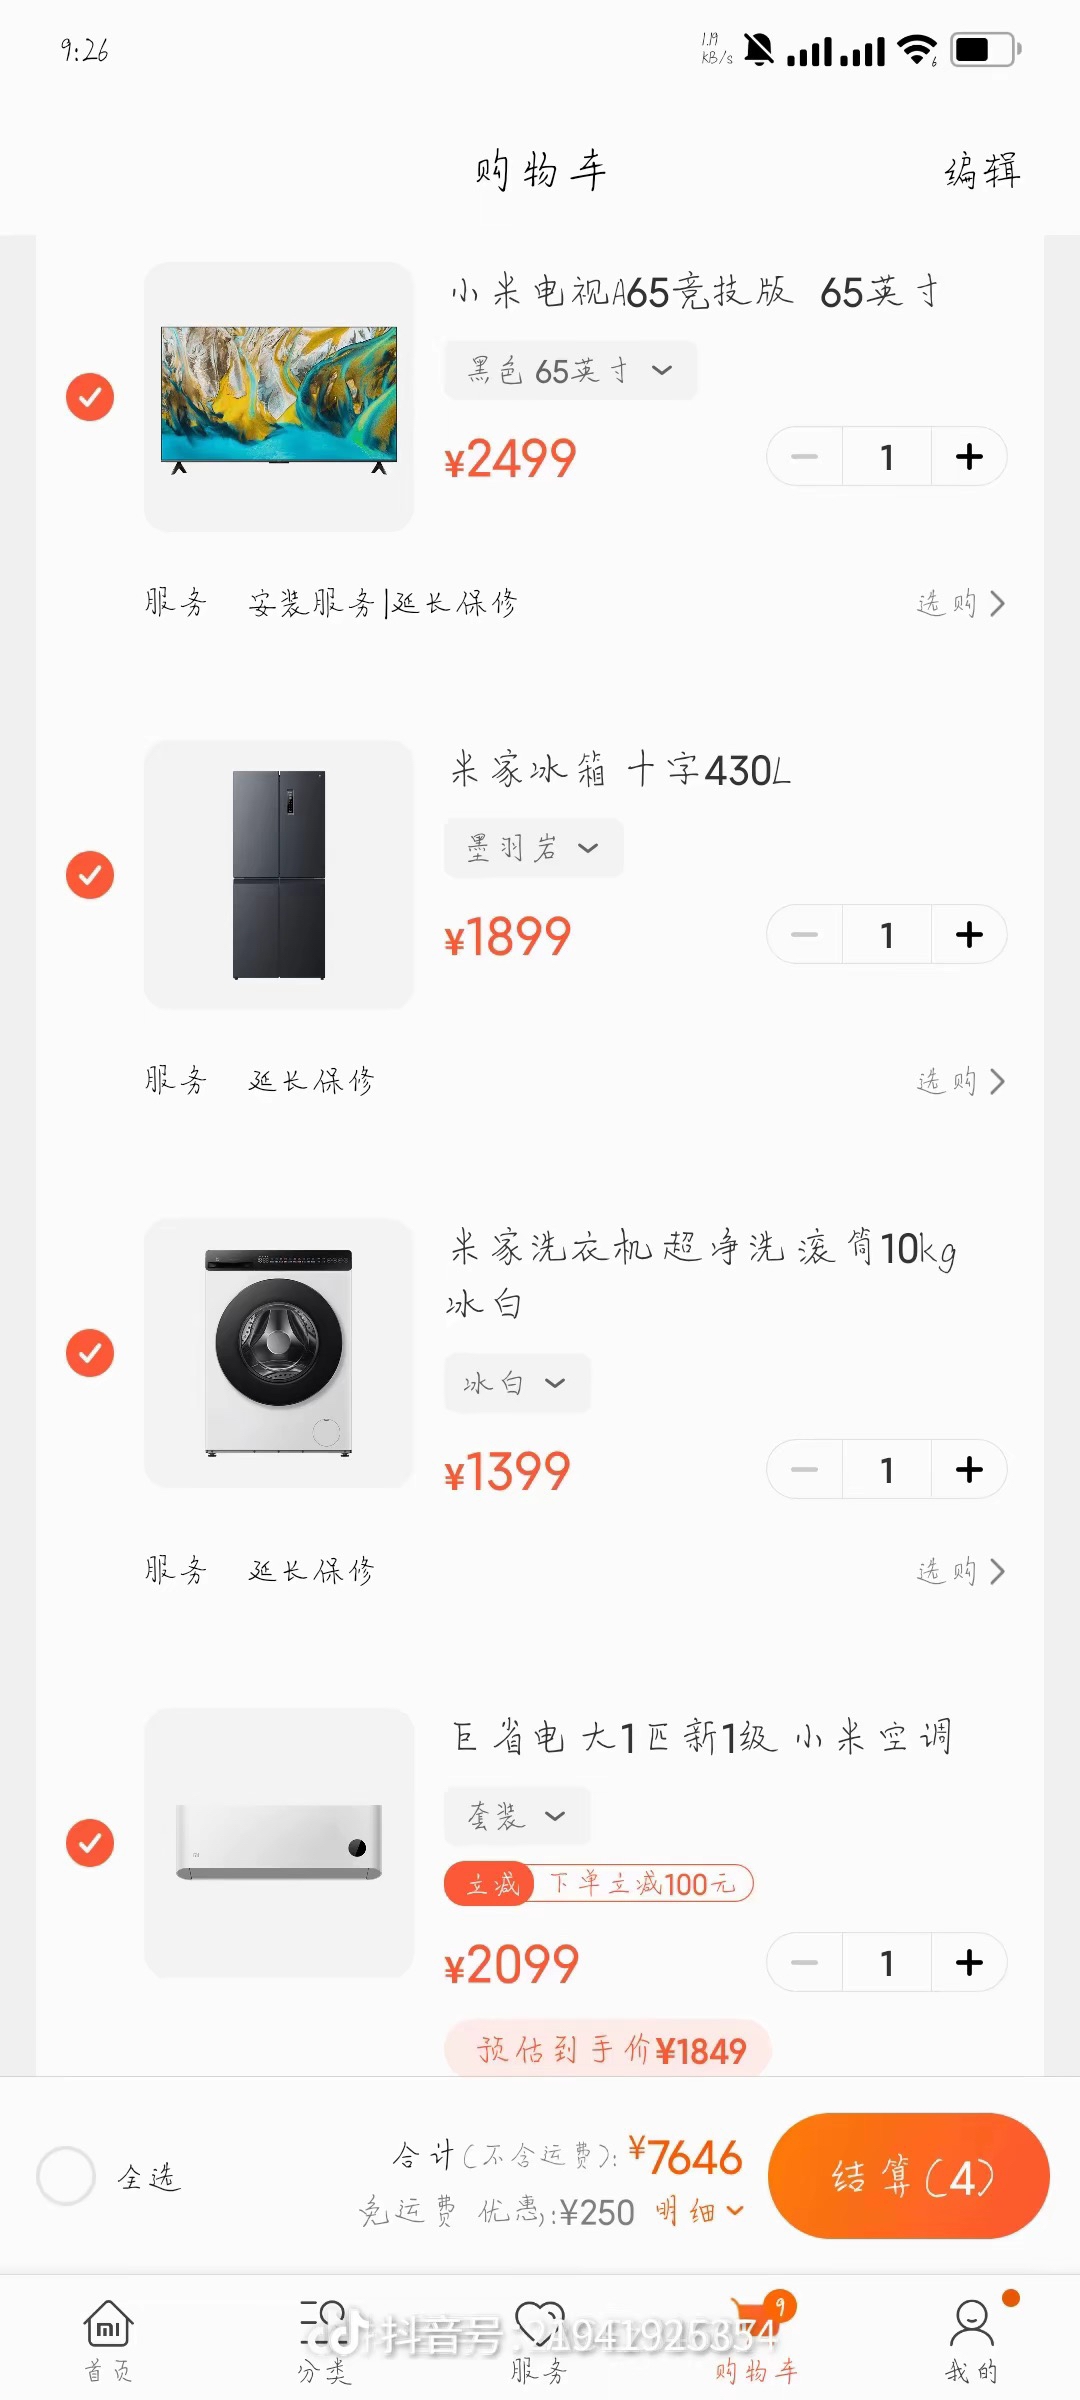 9:26
1.19
KB/s
6
购物车
编辑
小米电视A65竞技版 65英寸
黑色 65英寸
¥2499
1
服务 安装服务|延长保修
选购
米家冰箱 十字430L
墨羽岩
¥1899
1
服务 延长保修
选购
米家洗衣机 超净洗 滚筒10kg
冰白
冰白
¥1399
1
服务 延长保修
选购
巨省电 大1匹新1级 小米空调
套装
立减 下单立减100元
¥2099
1
预估到手价¥1849
全选
合计(不含运费): ¥7646
免运费 优惠:¥250 明细
结算(4)
9
mi
首页
分类
服务
购物车
我的
抖音号:21941926354